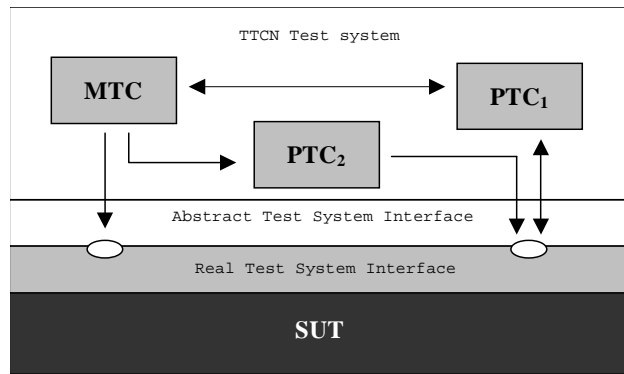 TTCN Test system
MTC
PTC₁
PTC₂
Abstract Test System Interface
Real Test System Interface
SUT